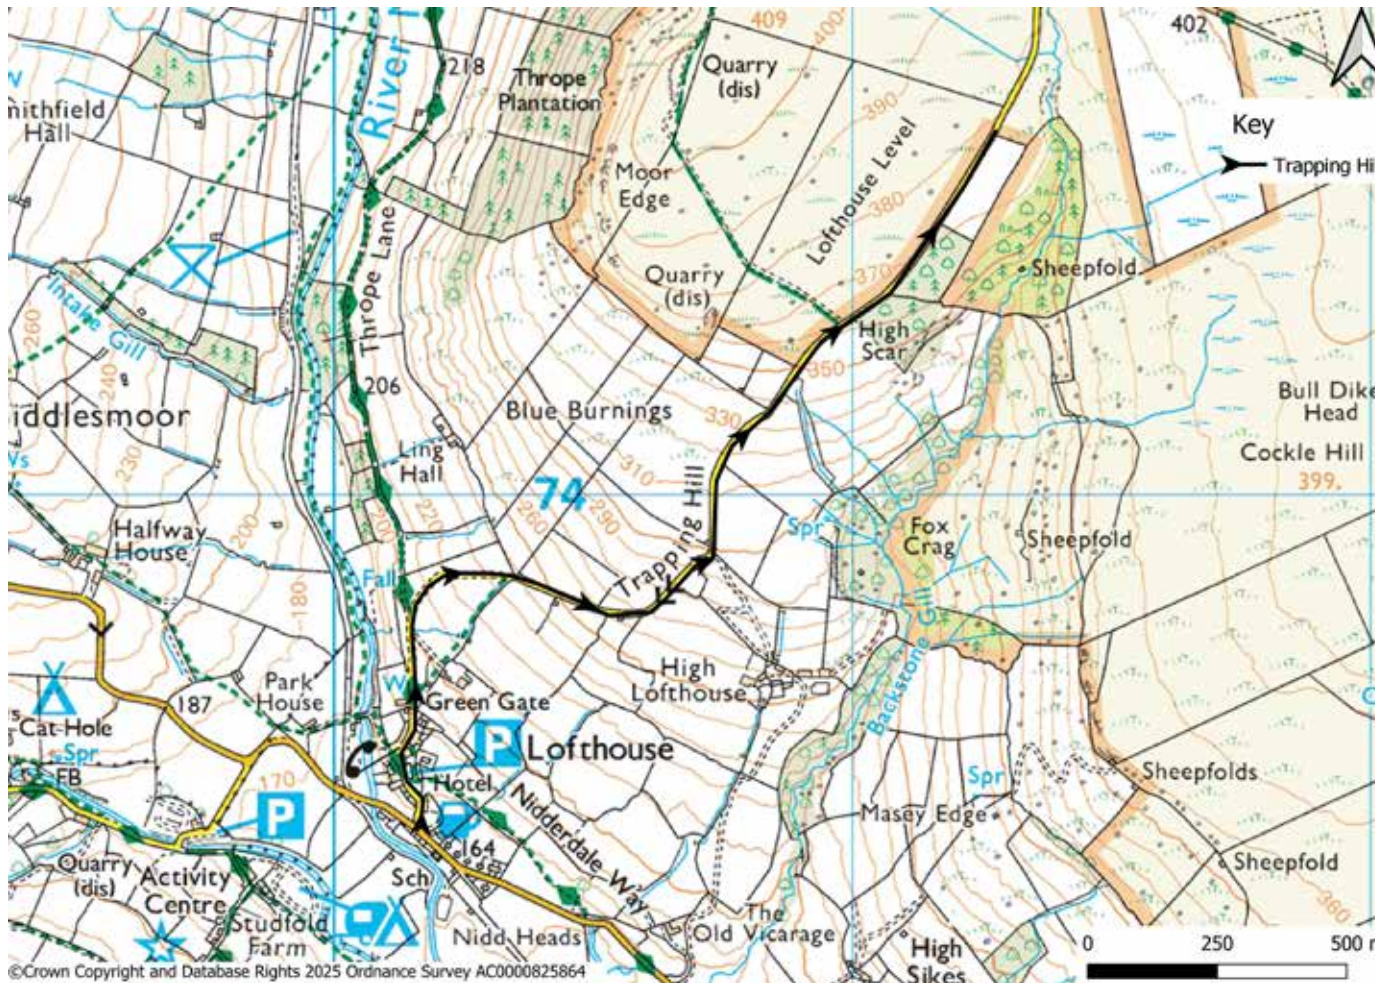 409
400
402
390
218
River N
Quarry
(dis)
Thrope
Plantation
mithfield
Hall
Key
Trapping Hil
Moor
Edge
Lofthouse Level
380
370
Thrope Lane
Quarry
(dis)
Sheepfold
Intake Gill
260
240
High
Scar
350
206
330
Blue Burnings
Bull Dike
Head
iddlesmoor
230
Ling
Hall
310
Cockle Hill
399.
74
Ws
Halfway
House
200
200
220
260
290
Trapping Hill
Spr
Fox
Crag
Sheepfold
Fall
180
Backstone Gill
Park
House
High
Lofthouse
W
Green Gate
187
Cat-Hole
Spr
FB
P
Lofthouse
170
Hotel
Spr
Sheepfolds
P
Nidderdale Way
Masey Edge
164
Quarry
(dis)
Activity
Centre
Sch
Sheepfold
Studfold
Farm
Nidd Heads
The
Old Vicarage
High
Sikes
360
0 250 500 m
©Crown Copyright and Database Rights 2025 Ordnance Survey AC0000825864